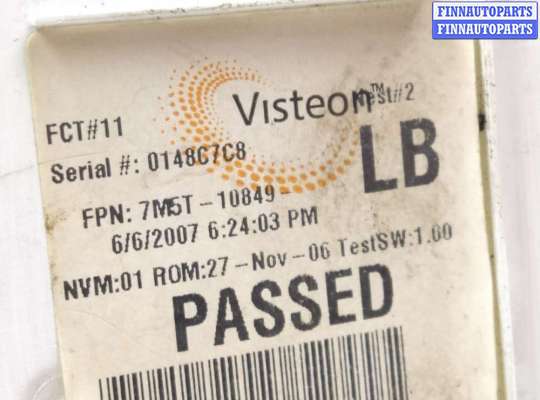 FINNAUTOPARTS
FINNAUTOPARTS
Visteon™
Test#2
FCT#11
LB
Serial #: 0148C7C8
FPN: 7M5T-10849-
6/6/2007 6:24:03 PM
NVM:01 ROM:27-Nov-06 TestSW:1.00
PASSED